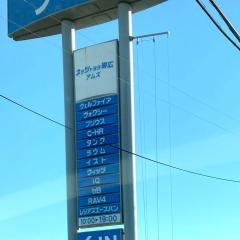 ネッツトヨタ帯広
アムズ
ヴェルファイア
ヴォクシー
プリウス
C-HR
タンク
ラウム
イスト
ヴィッツ
iQ
bB
RAV4
レジアスエースバン
10:00~19:00
IN